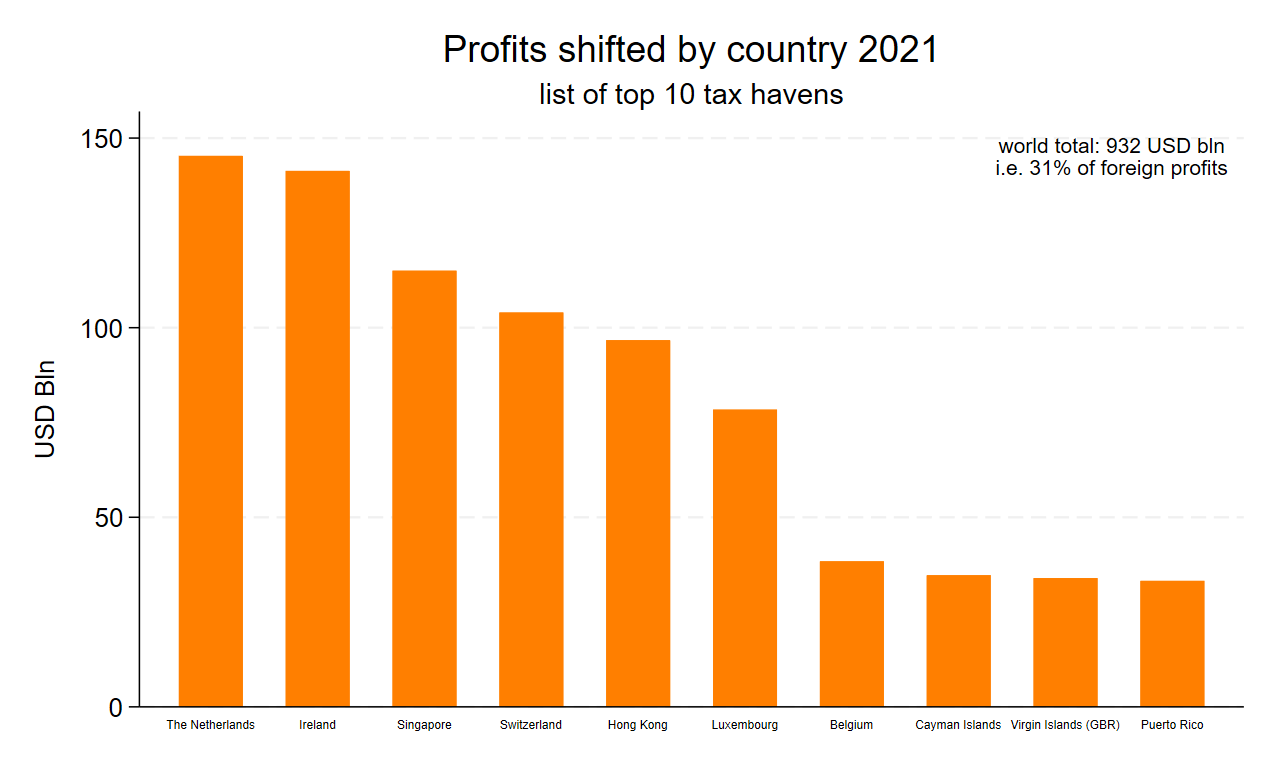 Profits shifted by country 2021
list of top 10 tax havens
world total: 932 USD bln
i.e. 31% of foreign profits
USD Bln
150
100
50
0
The Netherlands
Ireland
Singapore
Switzerland
Hong Kong
Luxembourg
Belgium
Cayman Islands
Virgin Islands (GBR)
Puerto Rico